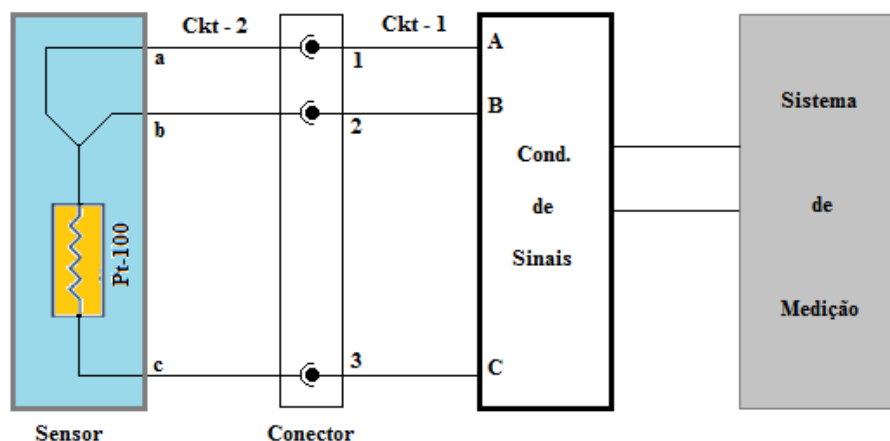 Ckt - 2
Ckt - 1
a
1
A
b
2
B
Pt-100
c
3
C
Cond.
de
Sinais
Sistema
de
Medição
Sensor
Conector